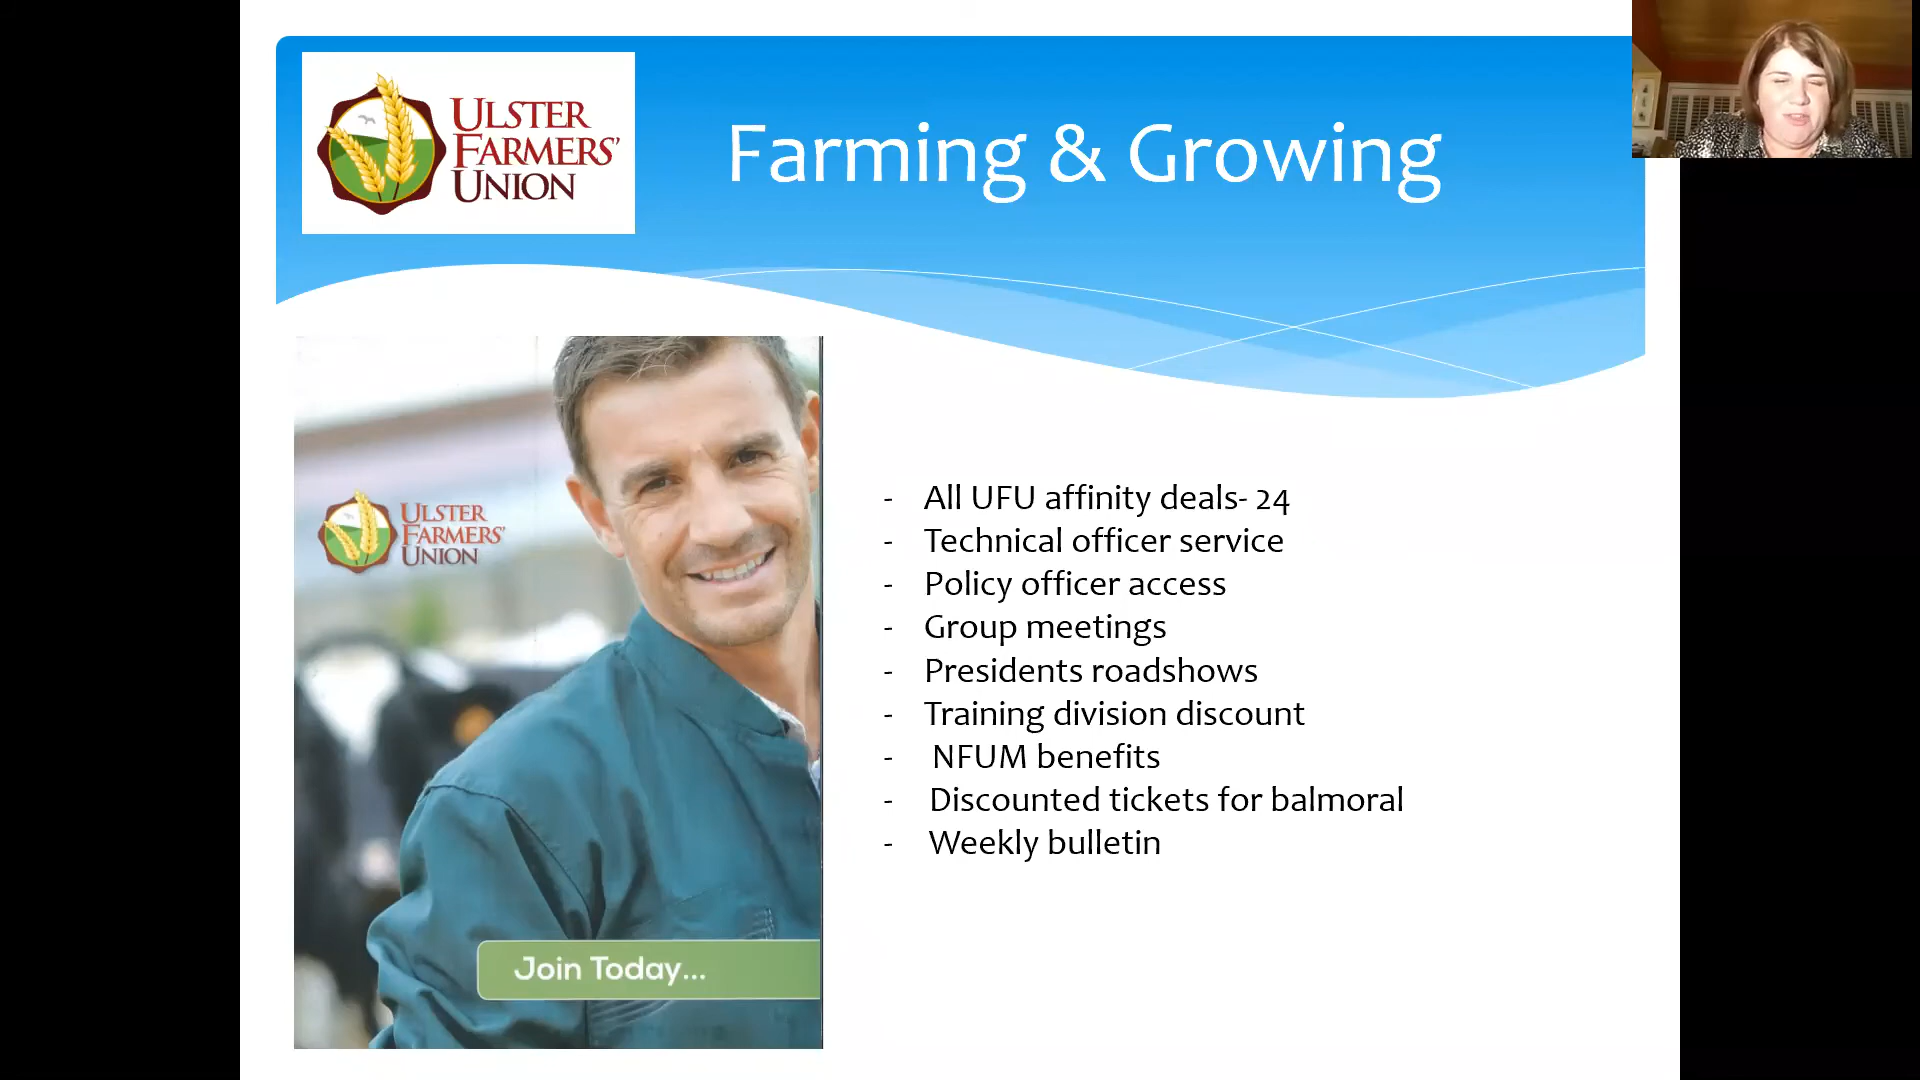 ULSTER
FARMERS'
UNION
Farming & Growing
ULSTER
FARMERS'
UNION
Join Today...
- All UFU affinity deals- 24
- Technical officer service
- Policy officer access
- Group meetings
- Presidents roadshows
- Training division discount
- NFUM benefits
- Discounted tickets for balmoral
- Weekly bulletin